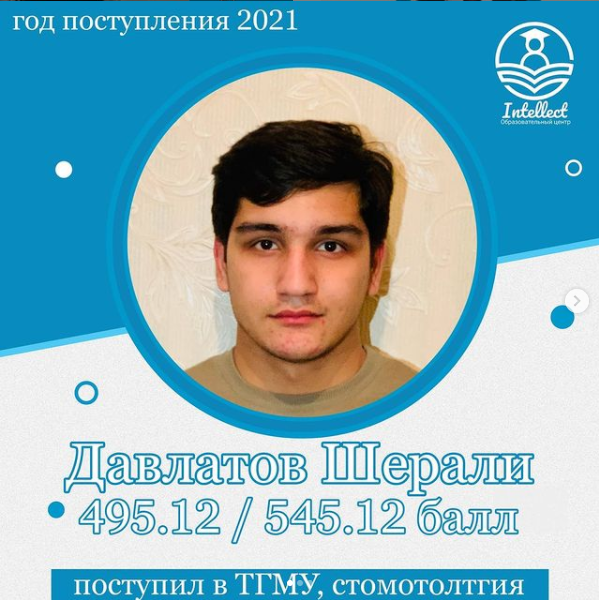 год поступления 2021
Intellect
Образовательный центр
Давлатов Шерали
495.12 / 545.12 балл
поступил в ТГМУ, стомотолтгия